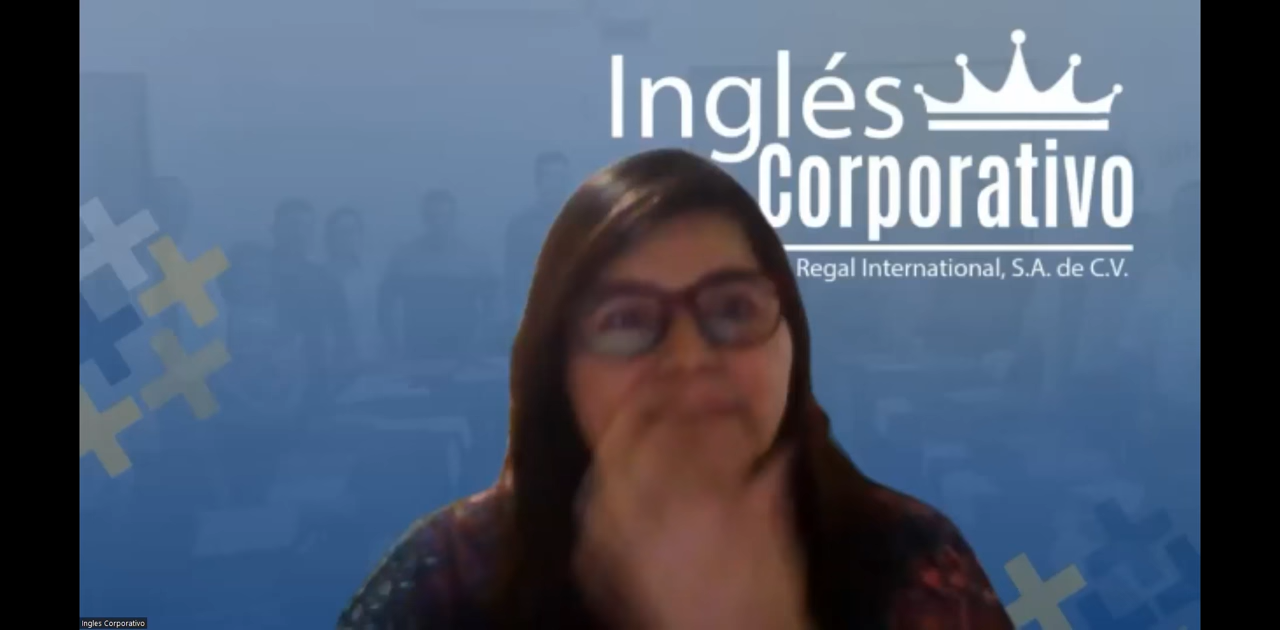 Inglés
Corporativo
Regal International, S.A. de C.V.
Ingles Corporativo